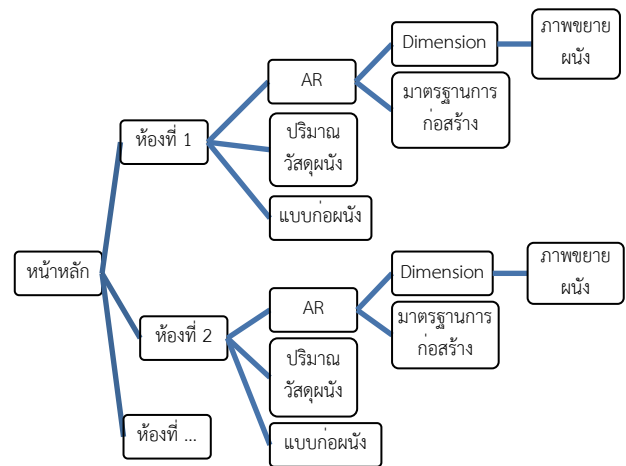 ภาพขยาย
ผนัง
Dimension
AR
มาตรฐานการ
ก่อสร้าง
ห้องที่ 1
ปริมาณ
วัสดุผนัง
แบบก่อผนัง
หน้าหลัก
ภาพขยาย
ผนัง
Dimension
AR
มาตรฐานการ
ก่อสร้าง
ห้องที่ 2
ปริมาณ
วัสดุผนัง
แบบก่อผนัง
ห้องที่ ...